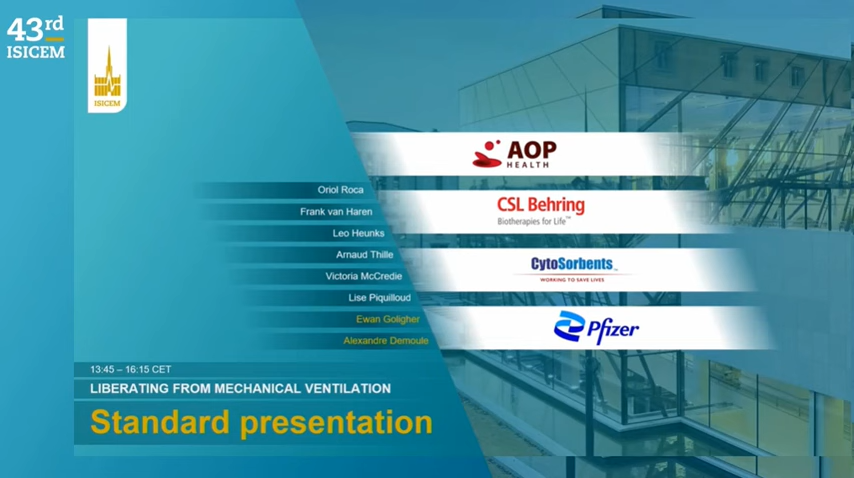 43rd
ISICEM
ISICEM
AOP
HEALTH
CSL Behring
Biotherapies for Life™
CytoSorbents™
WORKING TO SAVE LIVES
Pfizer
Oriol Roca
Frank van Haren
Leo Heunks
Arnaud Thille
Victoria McCredie
Lise Piquilloud
Ewan Goligher
Alexandre Demoule
13:45 – 16:15 CET
LIBERATING FROM MECHANICAL VENTILATION
Standard presentation